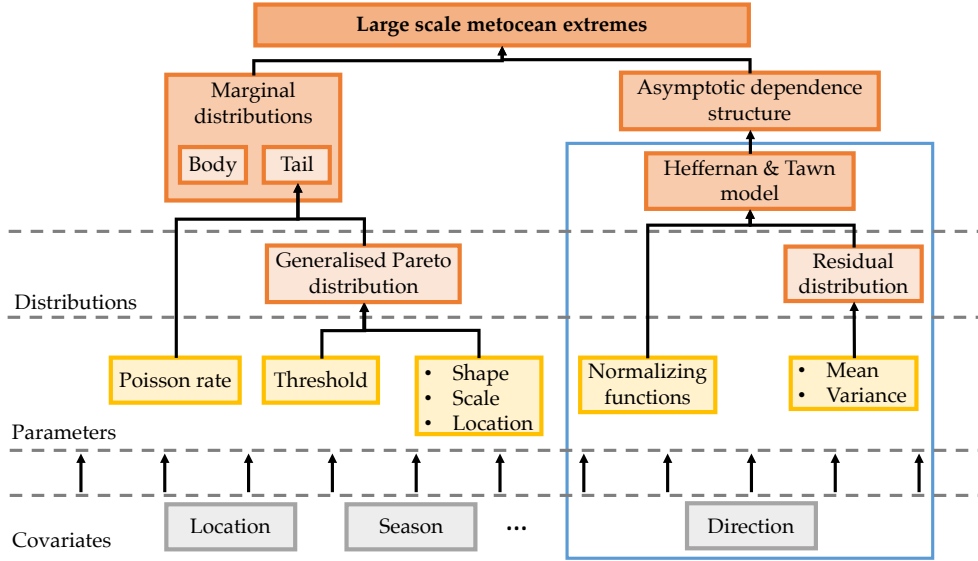 Large scale metocean extremes
Marginal
distributions
Body
Tail
Asymptotic dependence
structure
Heffernan & Tawn
model
Generalised Pareto
distribution
Residual
distribution
Distributions
Poisson rate
Threshold
• Shape
• Scale
• Location
Normalizing
functions
• Mean
• Variance
Parameters
Location
Season
...
Direction
Covariates